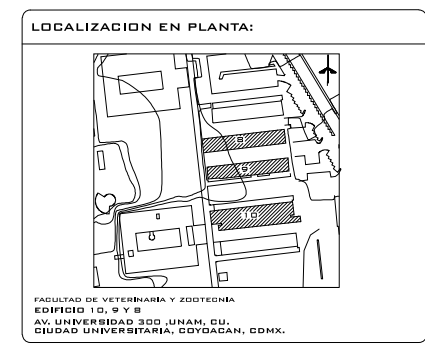 LOCALIZACION EN PLANTA:
8
9
10
FACULTAD DE VETERINARIA Y ZOOTECNIA
EDIFICIO 10, 9 Y 8
AV. UNIVERSIDAD 300 ,UNAM, CU.
CIUDAD UNIVERSITARIA, COYOACAN, CDMX.